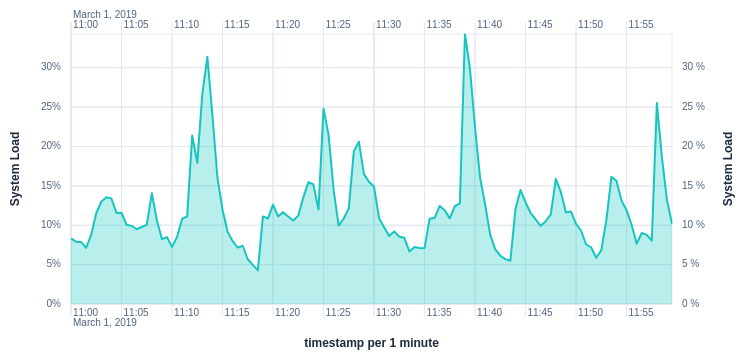 March 1, 2019
11:00 11:05 11:10 11:15 11:20 11:25 11:30 11:35 11:40 11:45 11:50 11:55
30% 30 %
25% 25 %
20% 20 %
15% 15 %
10% 10 %
5% 5 %
0% 0 %
System Load
System Load
11:00 11:05 11:10 11:15 11:20 11:25 11:30 11:35 11:40 11:45 11:50 11:55
March 1, 2019
timestamp per 1 minute